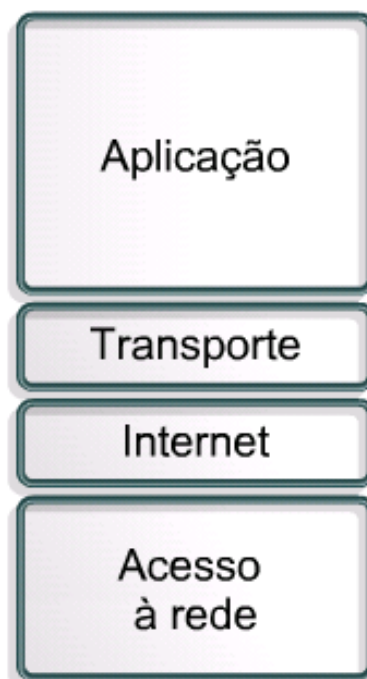 Aplicação
Transporte
Internet
Acesso
à rede